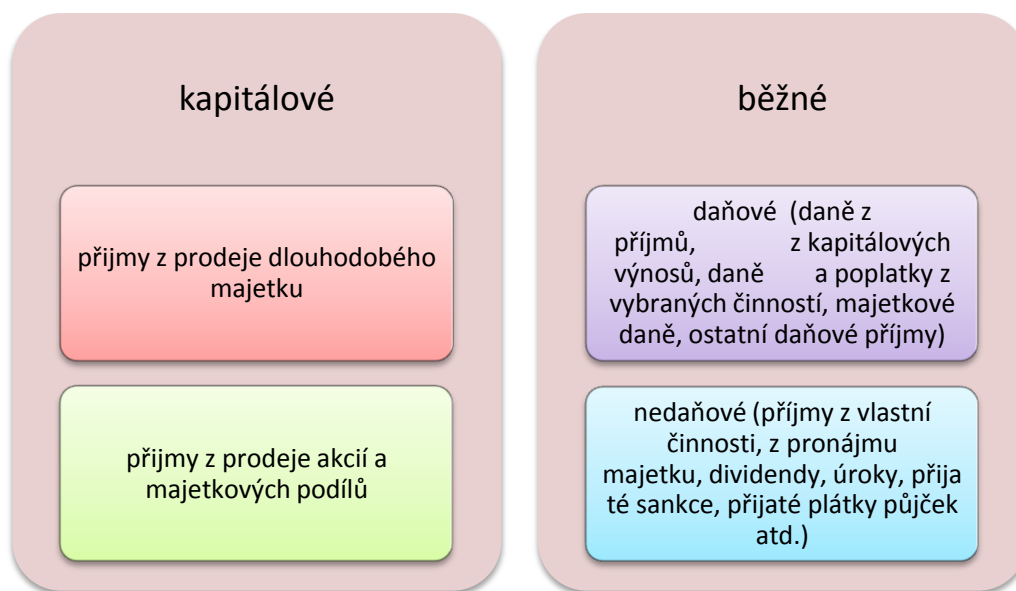 kapitálové
přijmy z prodeje dlouhodobého
majetku
přijmy z prodeje akcií a
majetkových podílů
běžné
daňové (daně z
příjmů, z kapitálových
výnosů, daně a poplatky z
vybraných činností, majetkové
daně, ostatní daňové příjmy)
nedaňové (příjmy z vlastní
činnosti, z pronájmu
majetku, dividendy, úroky, přija
té sankce, přijaté plátky půjček
atd.)